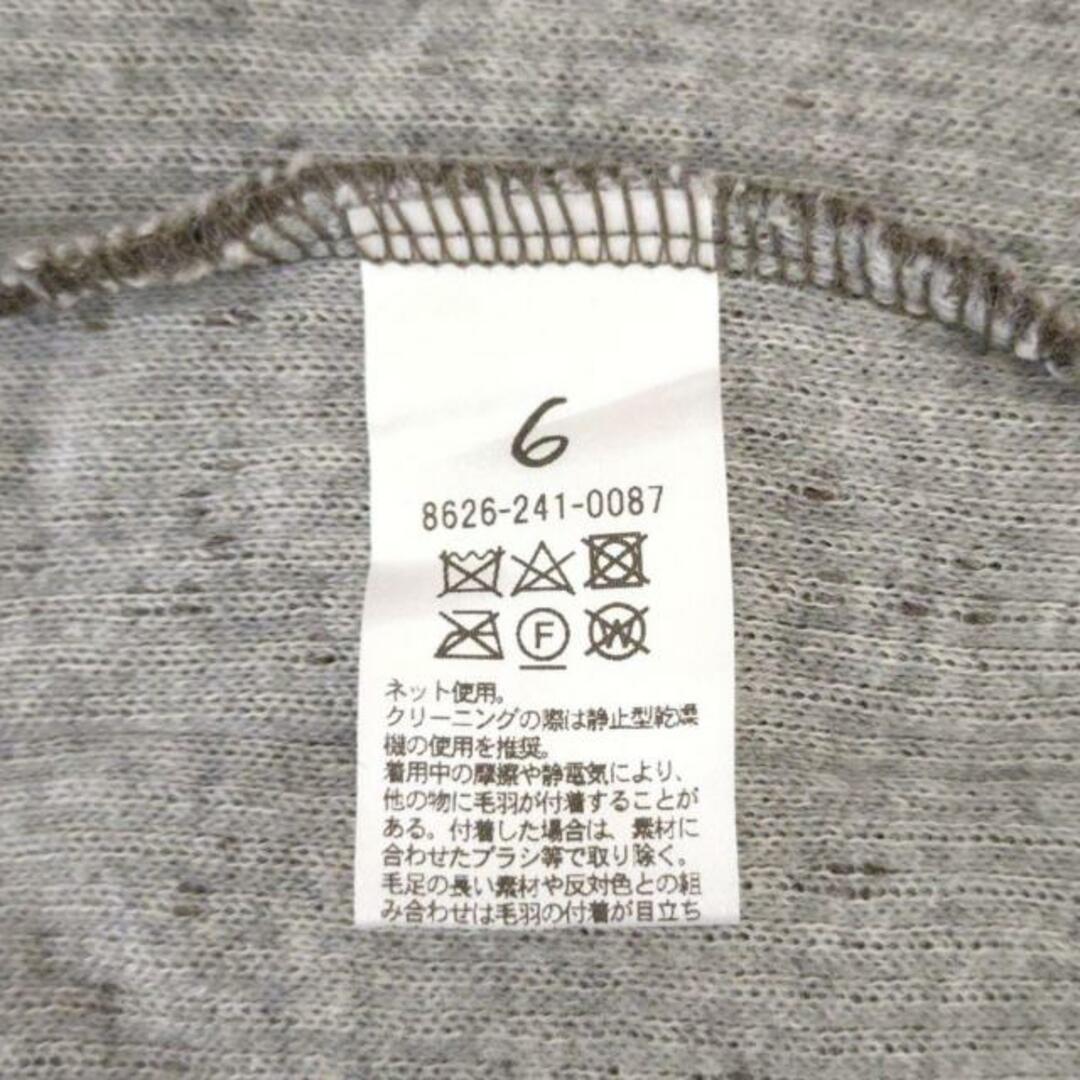 6
8626-241-0087
F
W
ネット使用。
クリーニングの際は静止型乾燥
機の使用を推奨。
着用中の摩擦や静電気により、
他の物に毛羽が付着することが
ある。付着した場合は、素材に
合わせたブラシ等で取り除く。
毛足の長い素材や反対色との組
み合わせは毛羽の付着が目立ち